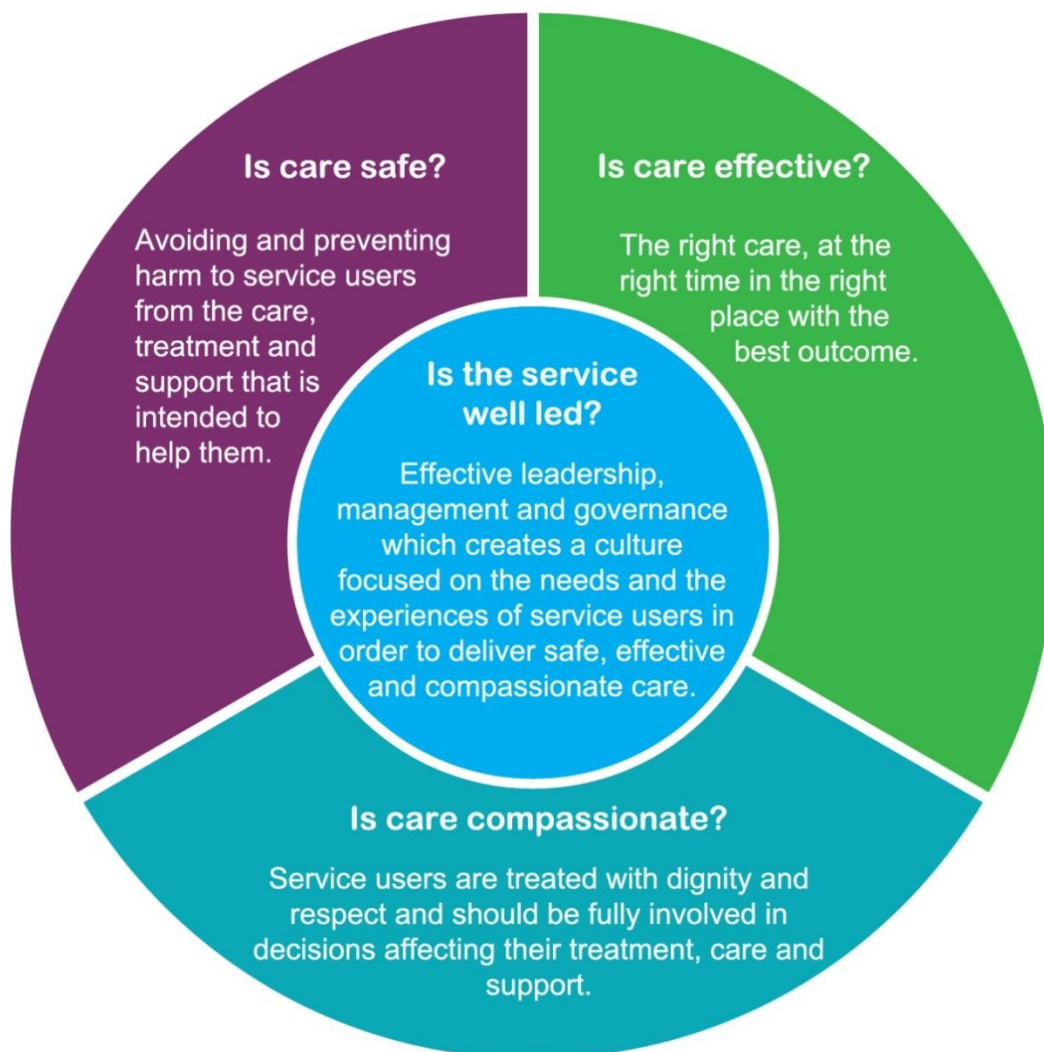 Is care safe?
Avoiding and preventing
harm to service users
from the care,
treatment and
support that is
intended to
help them.
Is care effective?
The right care, at the
right time in the right
place with the
best outcome.
Is the service
well led?
Effective leadership,
management and governance
which creates a culture
focused on the needs and the
experiences of service users in
order to deliver safe, effective
and compassionate care.
Is care compassionate?
Service users are treated with dignity and
respect and should be fully involved in
decisions affecting their treatment, care and
support.